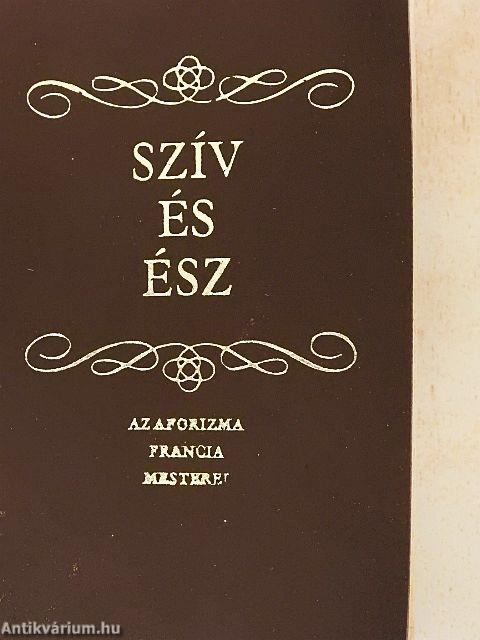 SZÍV
ÉS
ÉSZ
AZ AFORIZMA
FRANCIA
MESTEREI
Antikvárium.hu